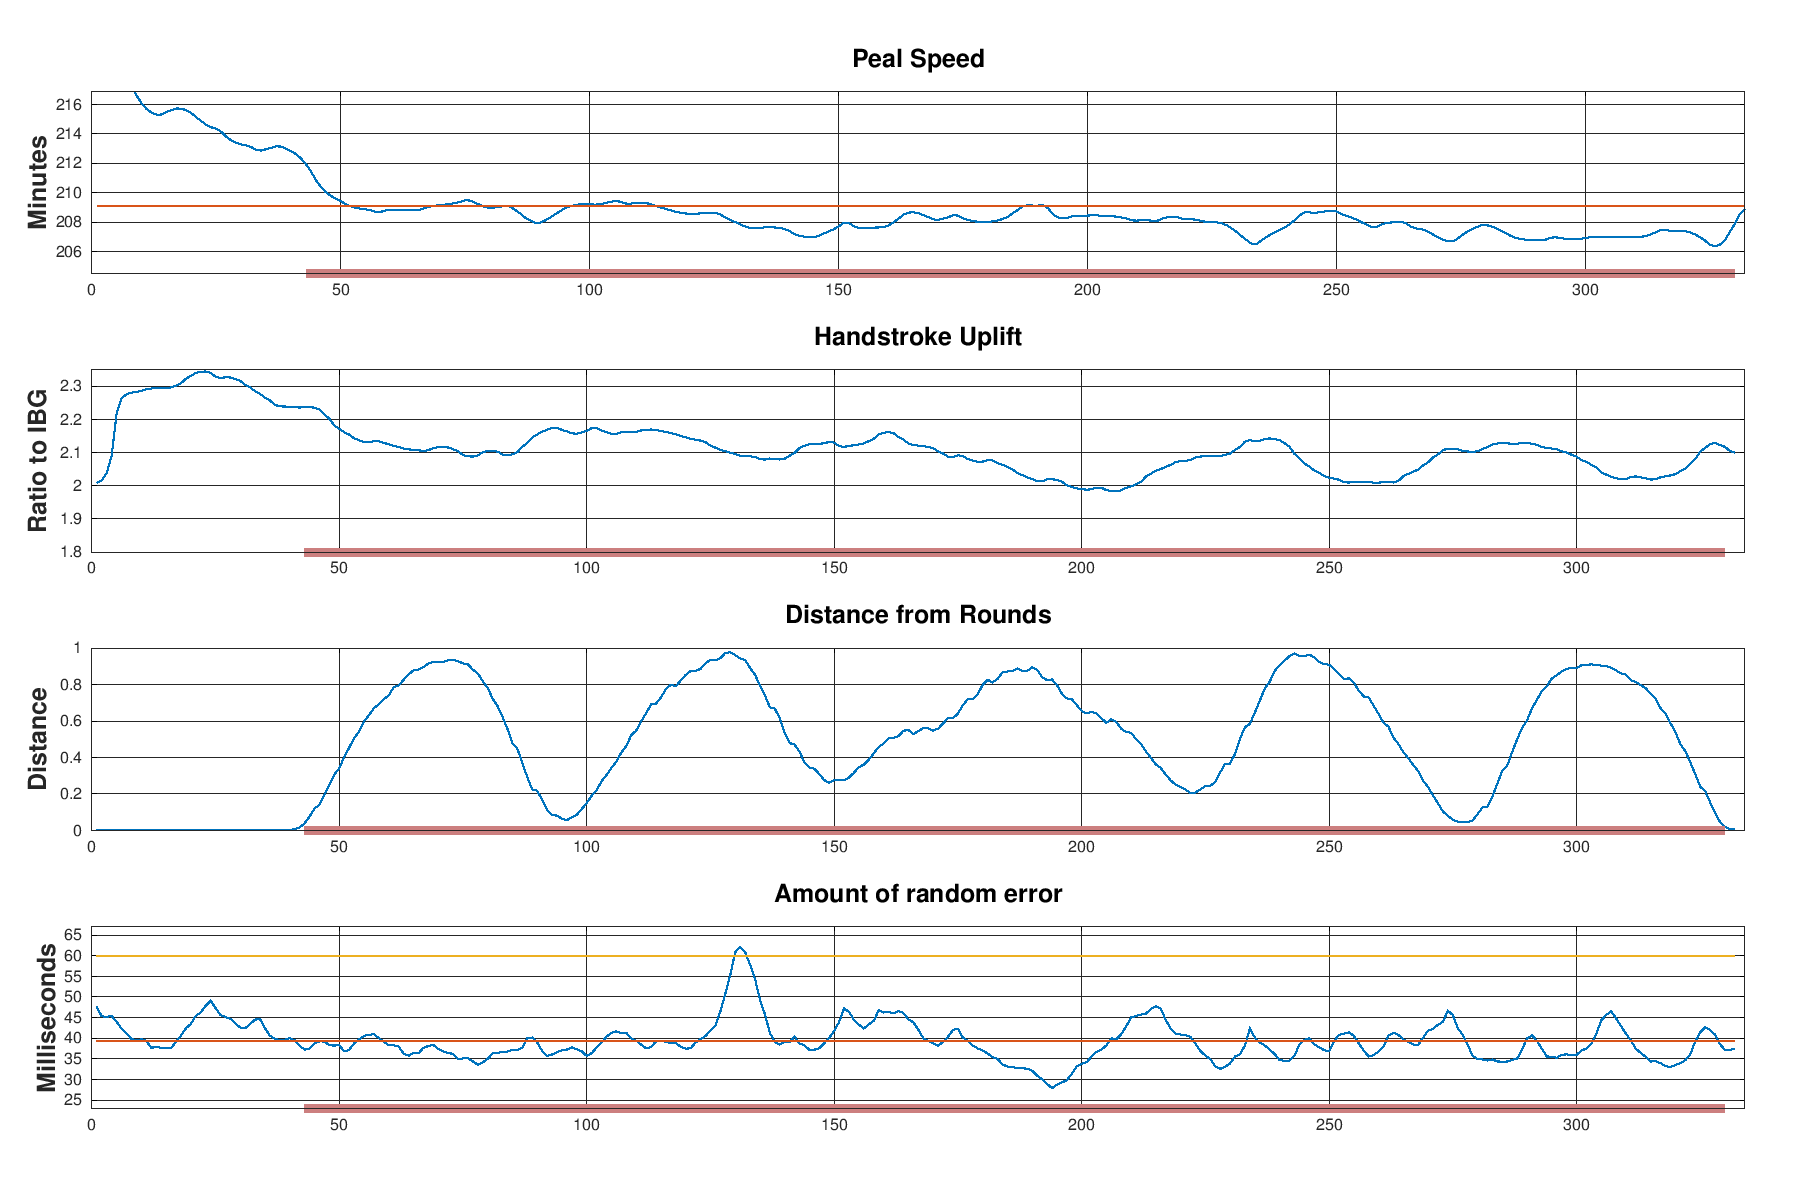 Peal Speed
Minutes
216
214
212
210
208
206
0 50 100 150 200 250 300
Handstroke Uplift
Ratio to IBG
2.3
2.2
2.1
2
1.9
1.8
0 50 100 150 200 250 300
Distance from Rounds
Distance
1
0.8
0.6
0.4
0.2
0
0 50 100 150 200 250 300
Amount of random error
Milliseconds
65
60
55
50
45
40
35
30
25
0 50 100 150 200 250 300